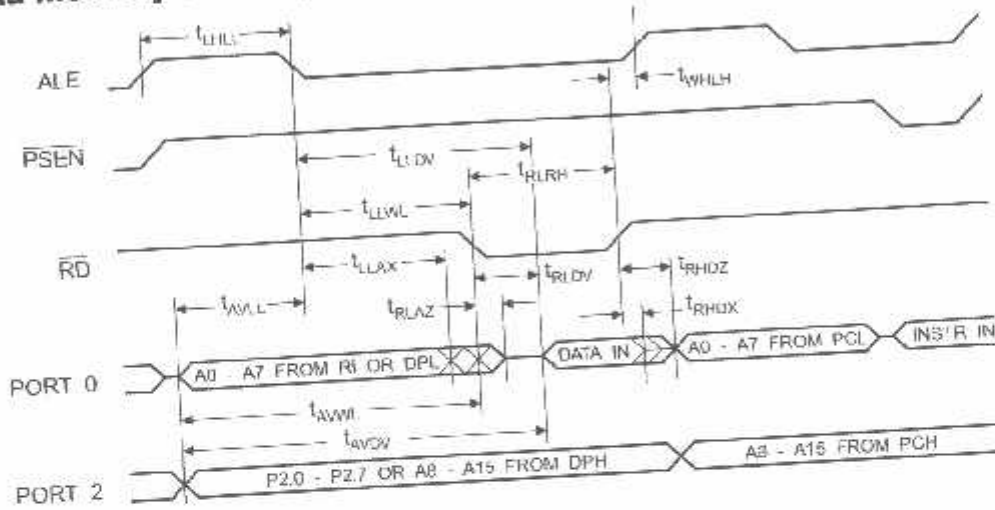 tLHLL
ALE
tWHLH
PSEN
tLLDV
tRLRH
tLLWL
RD
tLLAX
tRLDV
tRHDZ
tAVLL
tRLAZ
tRHDX
PORT 0
A0 - A7 FROM RI OR DPL
DATA IN
A0 - A7 FROM PCL
INSTR IN
tAVWL
tAVDV
PORT 2
P2.0 - P2.7 OR A8 - A15 FROM DPH
A8 - A15 FROM PCH